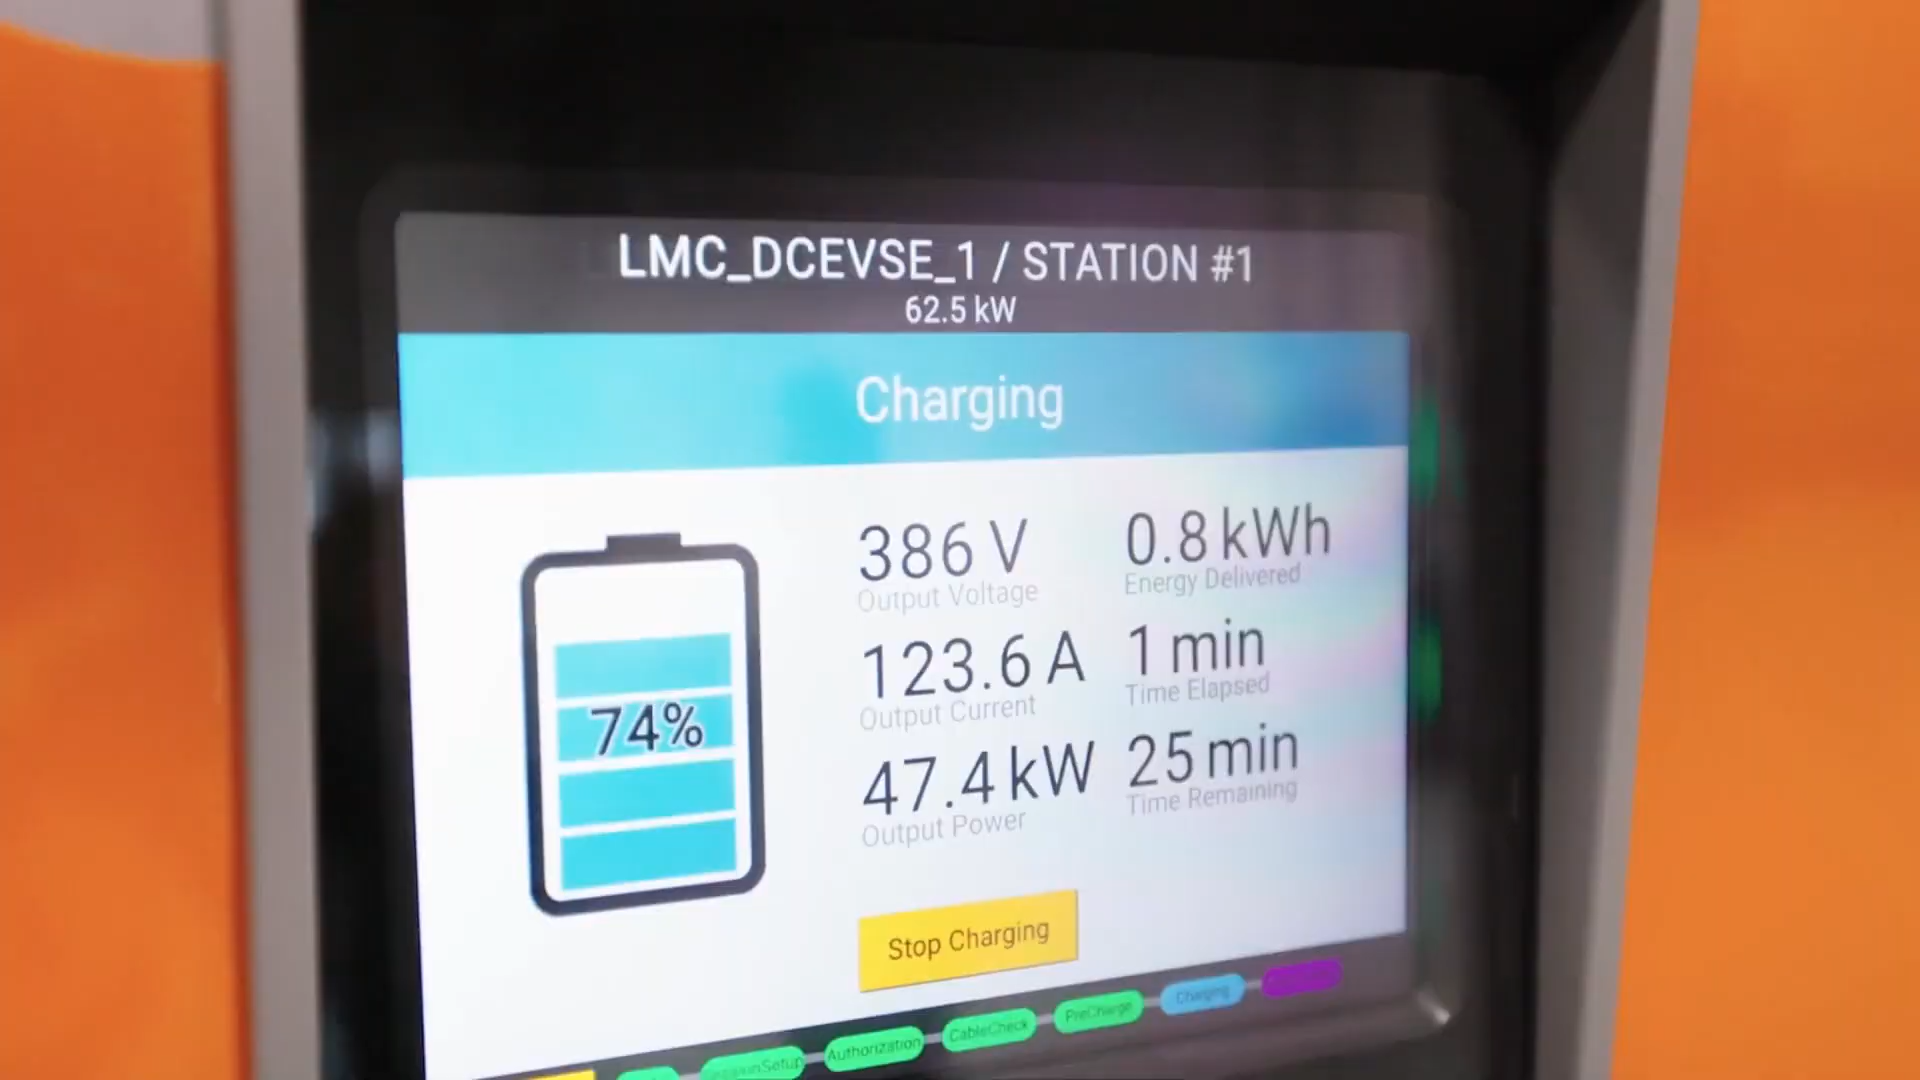 LMC_DCEVSE_1 / STATION #1
62.5 kW
Charging
74%
386 V
Output Voltage
0.8 kWh
Energy Delivered
123.6 A
Output Current
1 min
Time Elapsed
47.4 kW
Output Power
25 min
Time Remaining
Stop Charging
SessionSetup
Authorization
CableCheck
PreCharge
Charging